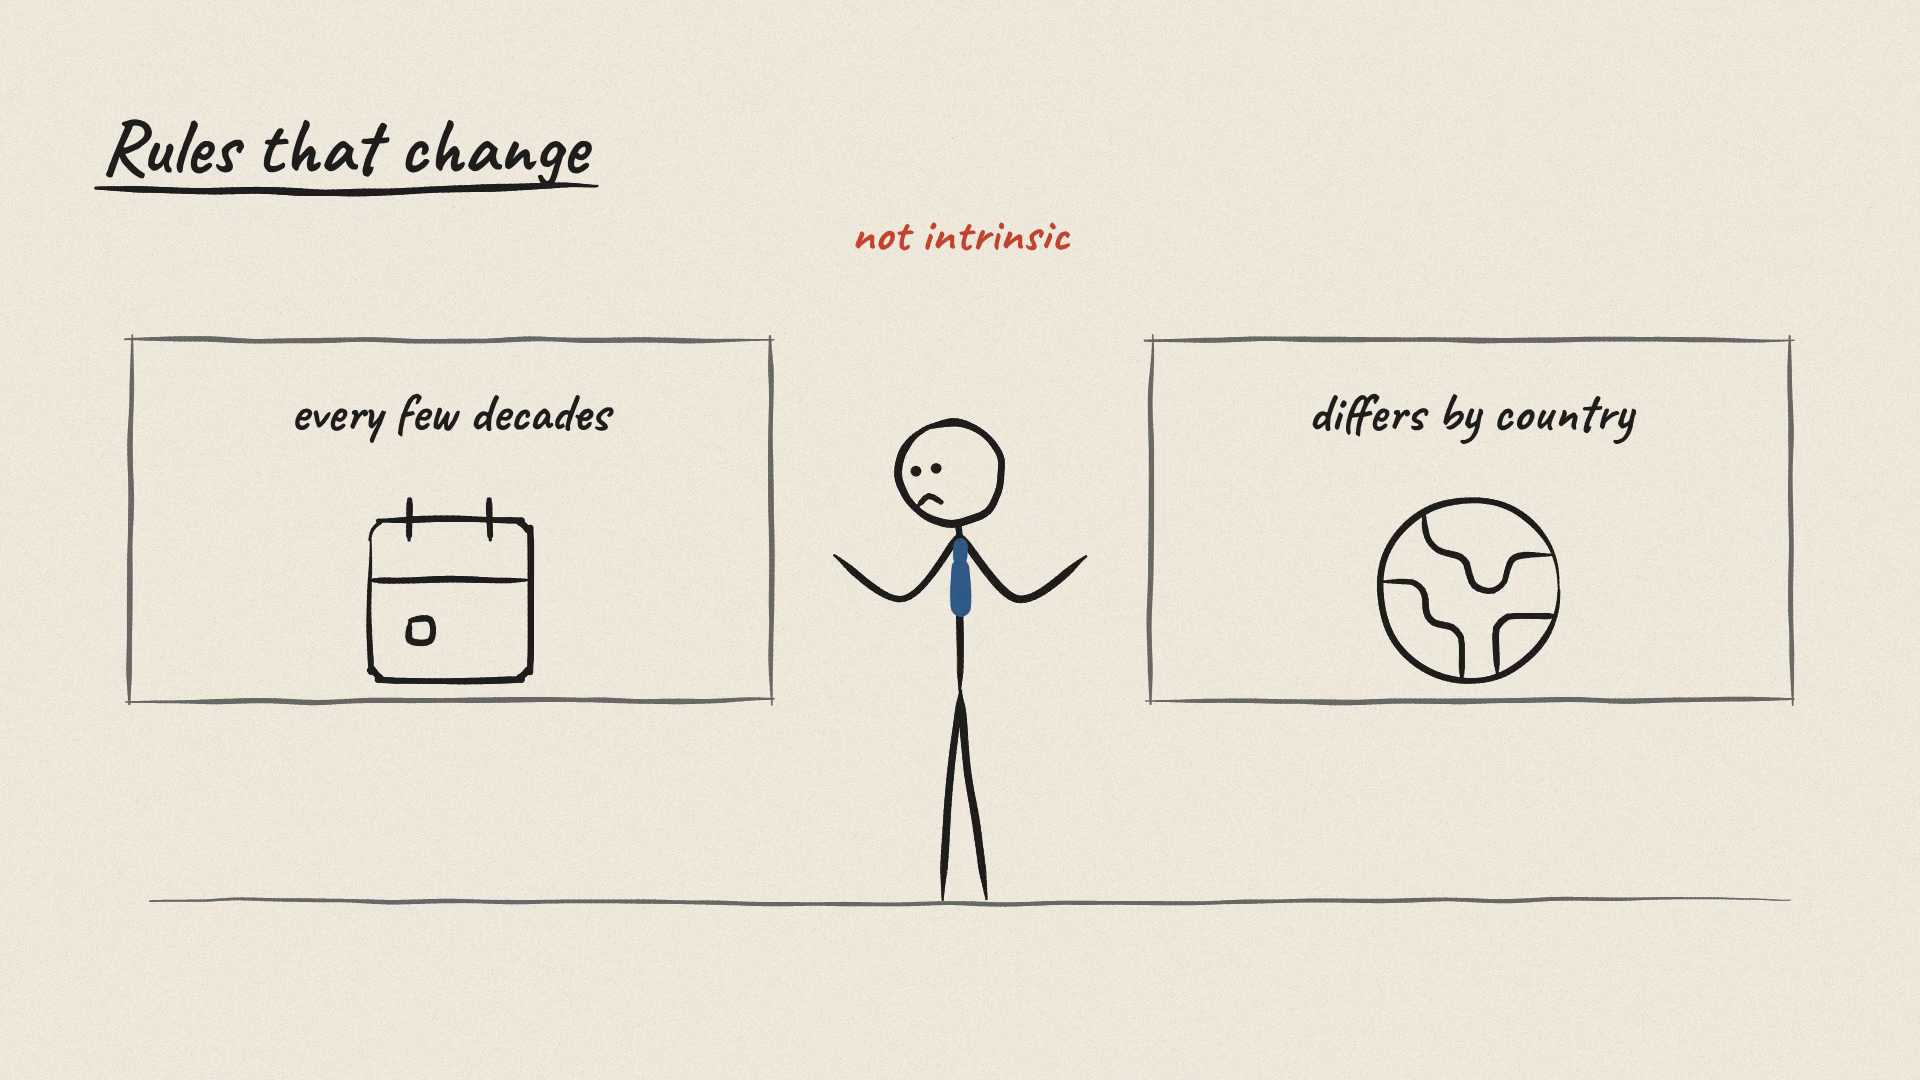 Rules that change
not intrinsic
every few decades
differs by country